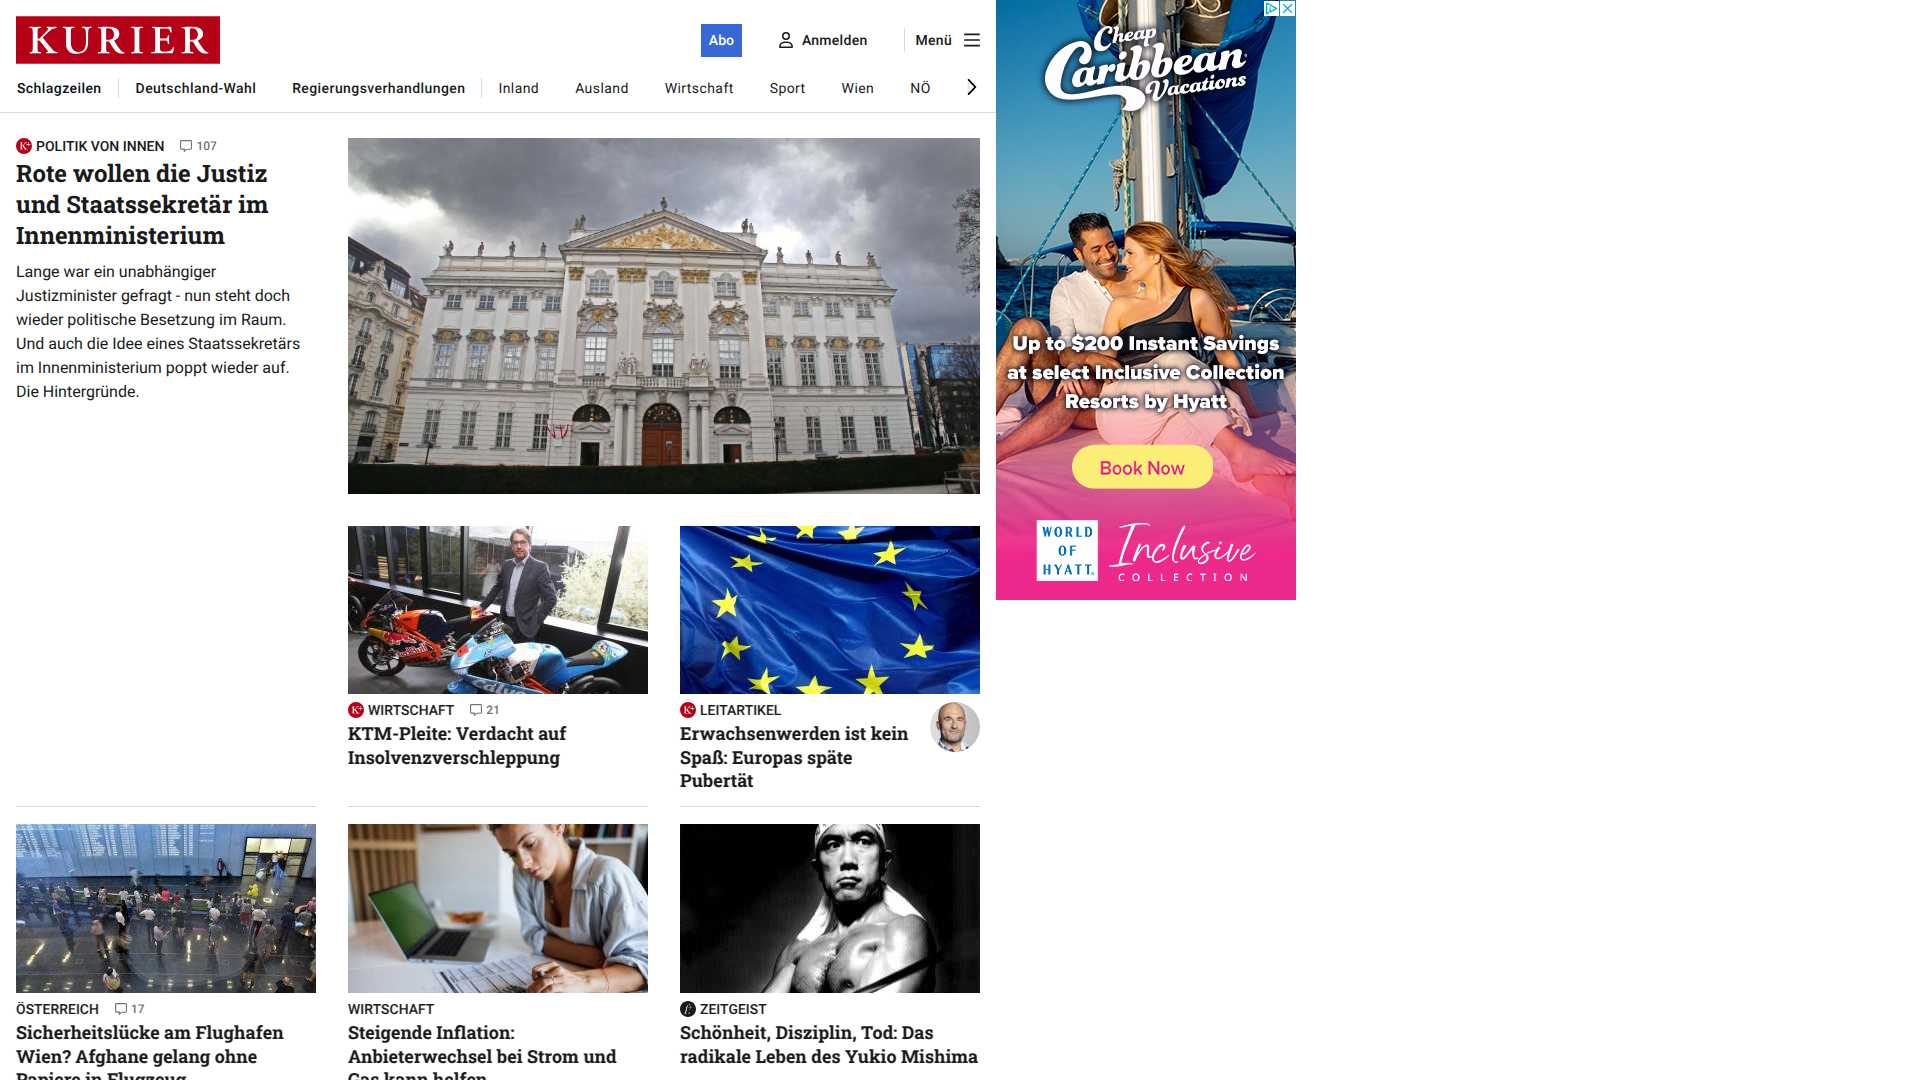 KURIER
Abo
Anmelden
Menü
Schlagzeilen
Deutschland-Wahl
Regierungsverhandlungen
Inland
Ausland
Wirtschaft
Sport
Wien
NÖ
POLITIK VON INNEN 107
Rote wollen die Justiz
und Staatssekretär im
Innenministerium
Lange war ein unabhängiger
Justizminister gefragt - nun steht doch
wieder politische Besetzung im Raum.
Und auch die Idee eines Staatssekretärs
im Innenministerium poppt wieder auf.
Die Hintergründe.
WIRTSCHAFT 21
KTM-Pleite: Verdacht auf
Insolvenzverschleppung
LEITARTIKEL
Erwachsenwerden ist kein
Spaß: Europas späte
Pubertät
ÖSTERREICH 17
Sicherheitslücke am Flughafen
Wien? Afghane gelang ohne
Papiere in Flugzeug
WIRTSCHAFT
Steigende Inflation:
Anbieterwechsel bei Strom und
Gas kann helfen
ZEITGEIST
Schönheit, Disziplin, Tod: Das
radikale Leben des Yukio Mishima
Cheap
Caribbean
Vacations
Up to $200 Instant Savings
at select Inclusive Collection
Resorts by Hyatt
Book Now
WORLD
OF
HYATT
Inclusive
COLLECTION